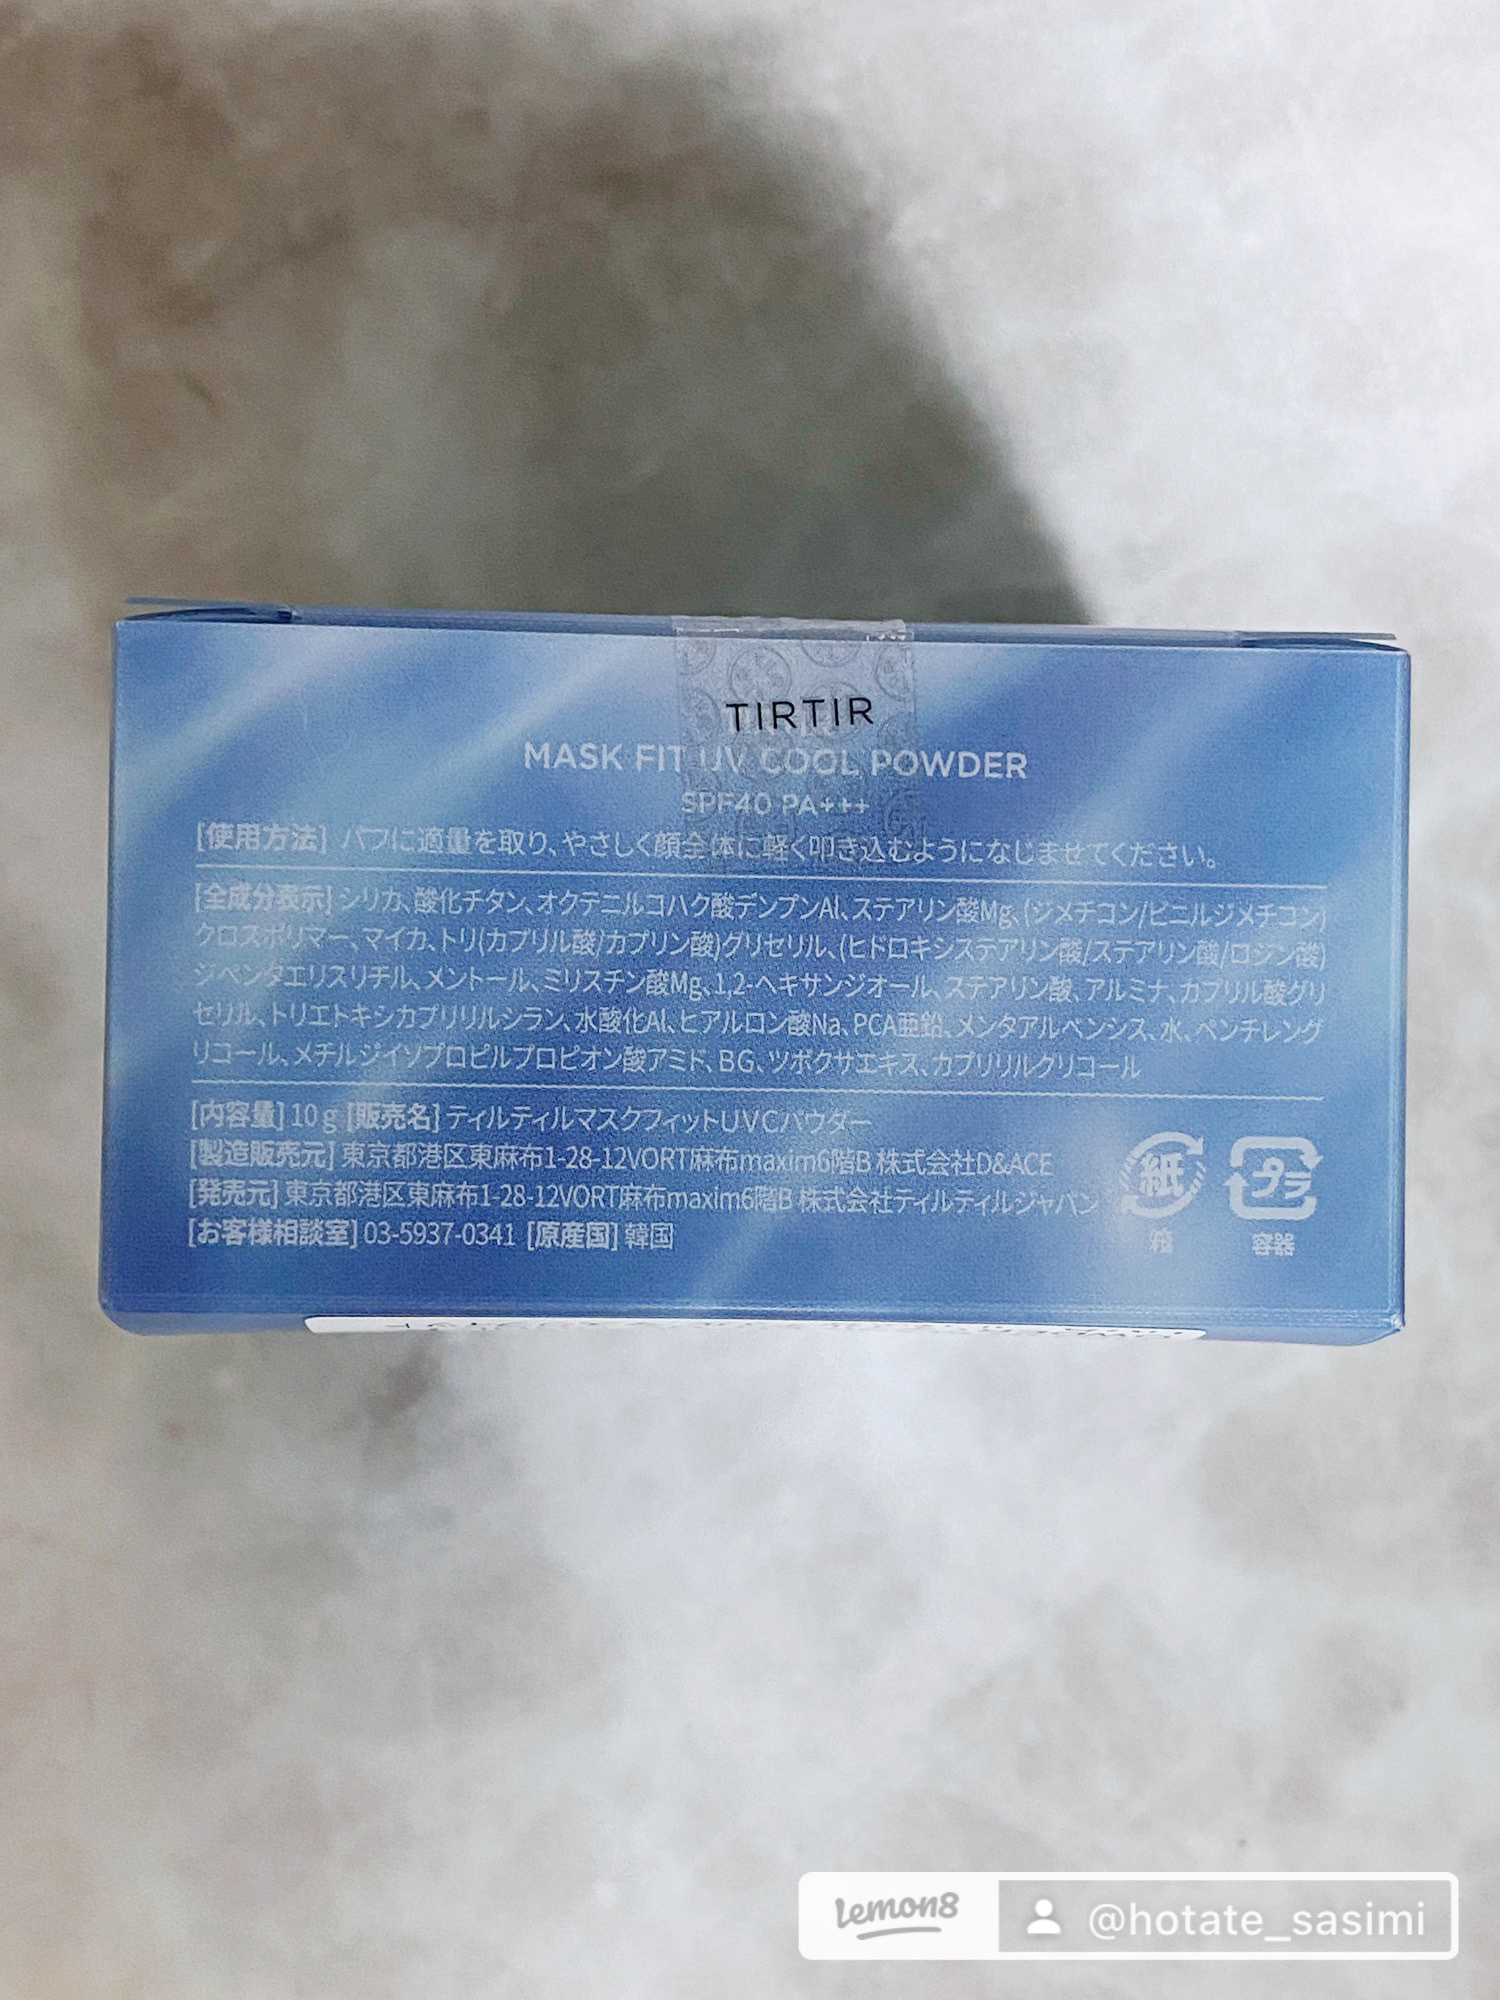 TIRTIR
MASK FIT UV COOL POWDER
SPF40 PA+++
[使用方法] パフに適量を取り、やさしく顔全体に軽く叩き込むようになじませてください。
[全成分表示] シリカ、酸化チタン、オクテニルコハク酸デンプンAl、ステアリン酸Mg、(ジメチコン/ビニルジメチコン)
クロスポリマー、マイカ、トリ(カプリル酸/カプリン酸)グリセリル、(ヒドロキシステアリン酸/ステアリン酸/ロジン酸)
ジペンタエリスリチル、メントール、ミリスチン酸Mg、1,2-ヘキサンジオール、ステアリン酸、アルミナ、カプリル酸グリ
セリル、トリエトキシカプリリルシラン、水酸化Al、ヒアルロン酸Na、PCA亜鉛、メンタアルベンシス、水、ペンチレング
リコール、メチルジイソプロピルプロピオン酸アミド、BG、ツボクサエキス、カプリリルグリコール
[内容量] 10g [販売名] ティルティルマスクフィットUVCパウダー
[製造販売元] 東京都港区東麻布1-28-12VORT麻布maxim6階B 株式会社D&ACE
[発売元] 東京都港区東麻布1-28-12VORT麻布maxim6階B 株式会社ティルティルジャパン
[お客様相談室] 03-5937-0341 [原産国] 韓国
紙 プラ
箱 容器
Lemon8 @hotate_sasimi